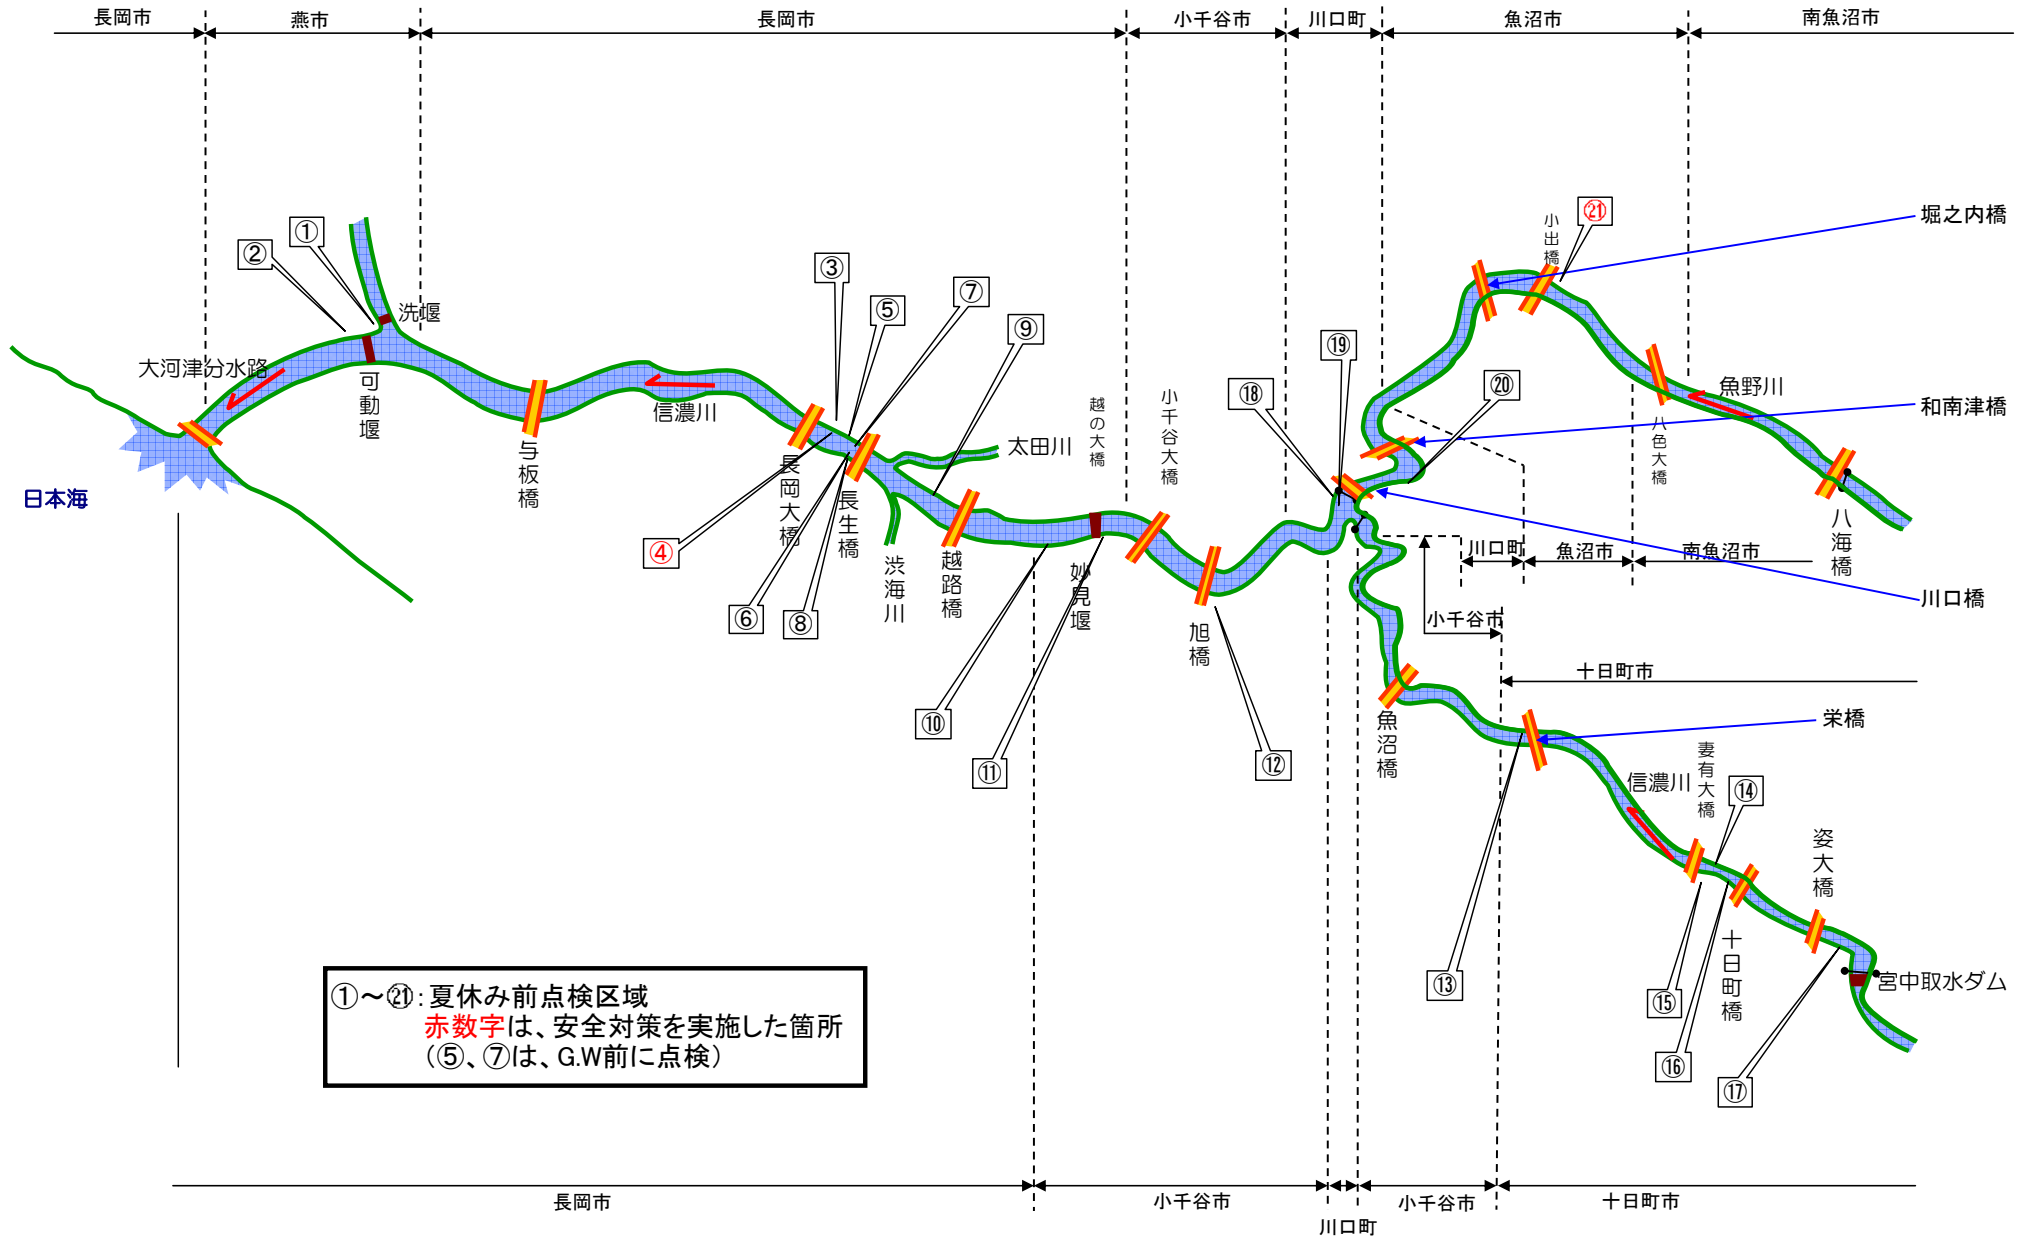 長岡市
燕市
長岡市
小千谷市
川口町
魚沼市
南魚沼市
①
②
③
⑤
⑦
⑨
⑱
⑲
⑳
㉑
小出橋
堀之内橋
洗堰
大河津分水路
可動堰
日本海
与板橋
信濃川
長岡大橋
長生橋
太田川
渋海川
越路橋
越の大橋
小千谷大橋
妙見堰
旭橋
魚野川
和南津橋
八色大橋
八海橋
川口橋
④
⑥
⑧
⑩
⑪
⑫
川口町
魚沼市
南魚沼市
小千谷市
十日町市
魚沼橋
栄橋
信濃川
妻有大橋
⑭
姿大橋
⑬
⑮
十日町橋
⑯
⑰
宮中取水ダム
①～㉑:夏休み前点検区域
赤数字は、安全対策を実施した箇所
（⑤、⑦は、G.W前に点検）
長岡市
小千谷市
川口町
小千谷市
十日町市